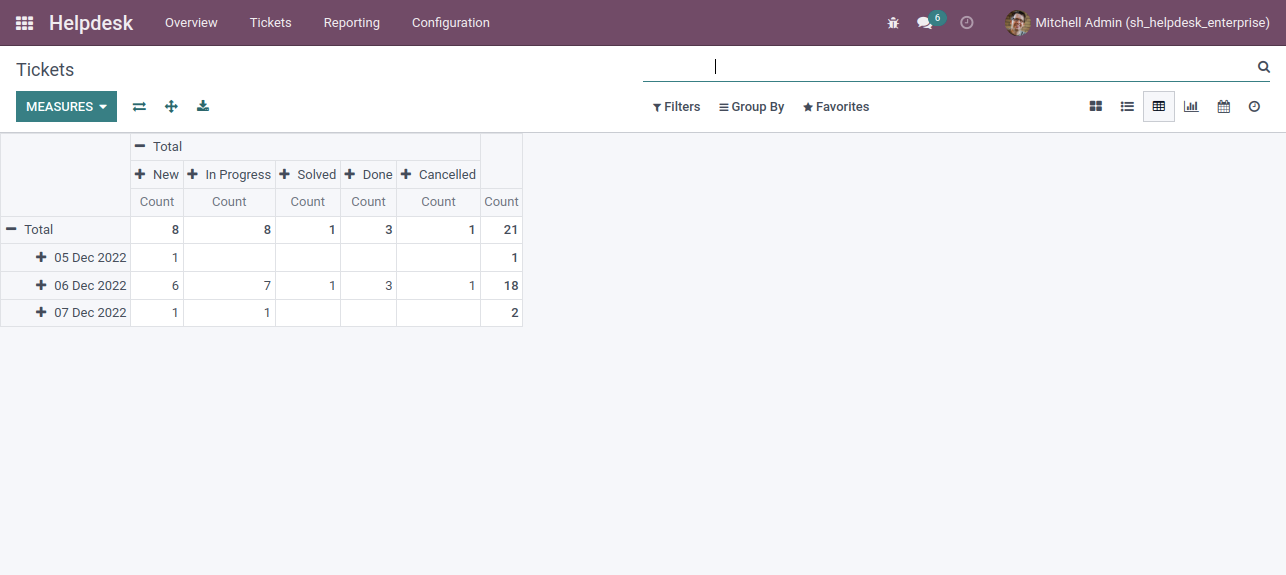 Helpdesk Overview Tickets Reporting Configuration 6 Mitchell Admin (sh_helpdesk_enterprise)
Tickets
MEASURES Filters Group By Favorites
Total
New In Progress Solved Done Cancelled
Count Count Count Count Count Count
Total 8 8 1 3 1 21
05 Dec 2022 1 1
06 Dec 2022 6 7 1 3 1 18
07 Dec 2022 1 1 2